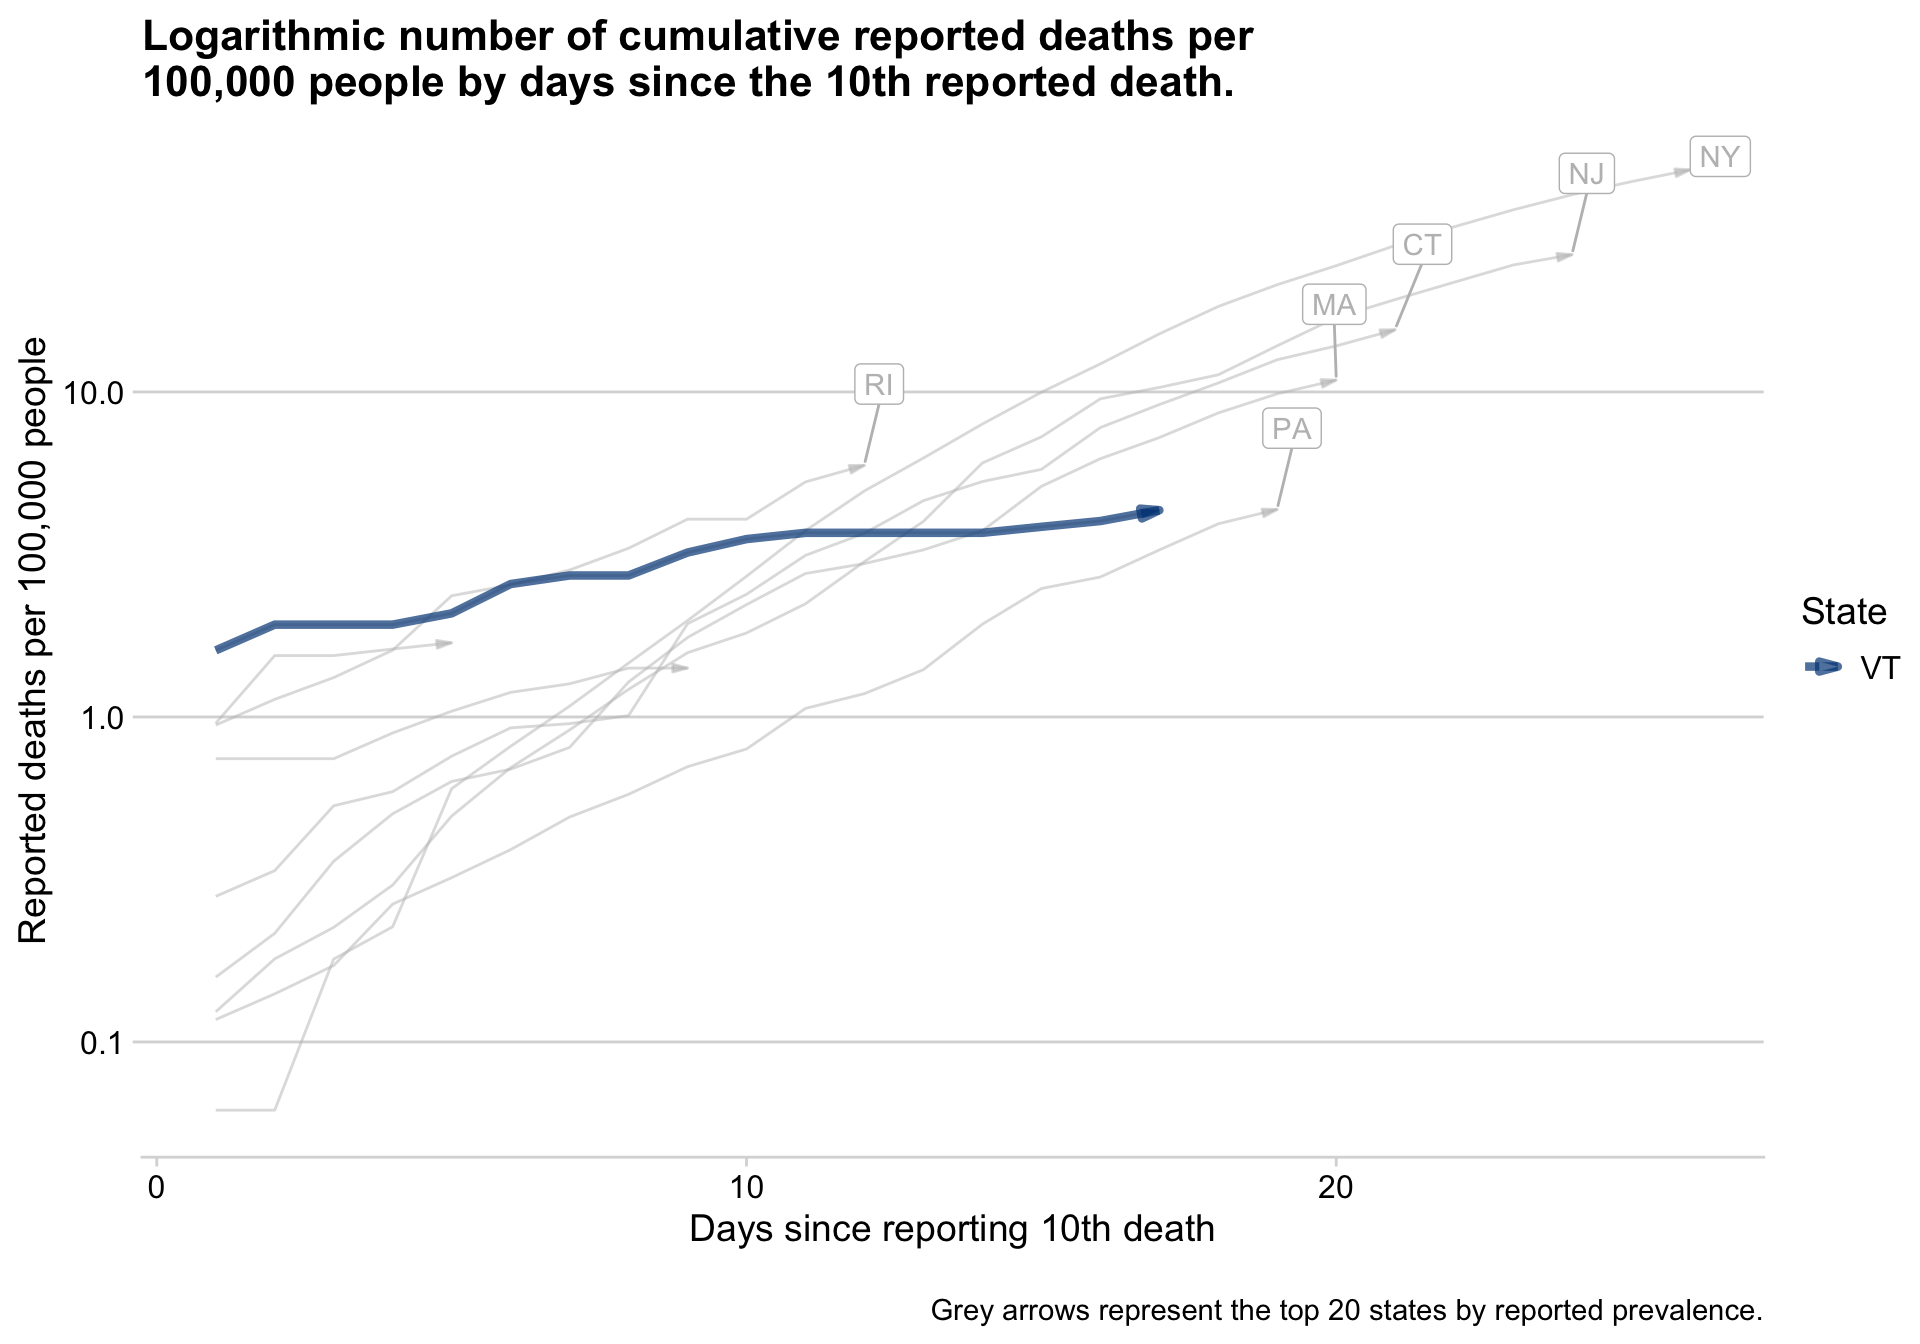 Logarithmic number of cumulative reported deaths per
100,000 people by days since the 10th reported death.
NY
NJ
CT
MA
RI
PA
10.0
1.0
0.1
Reported deaths per 100,000 people
State
VT
0
10
20
Days since reporting 10th death
Grey arrows represent the top 20 states by reported prevalence.